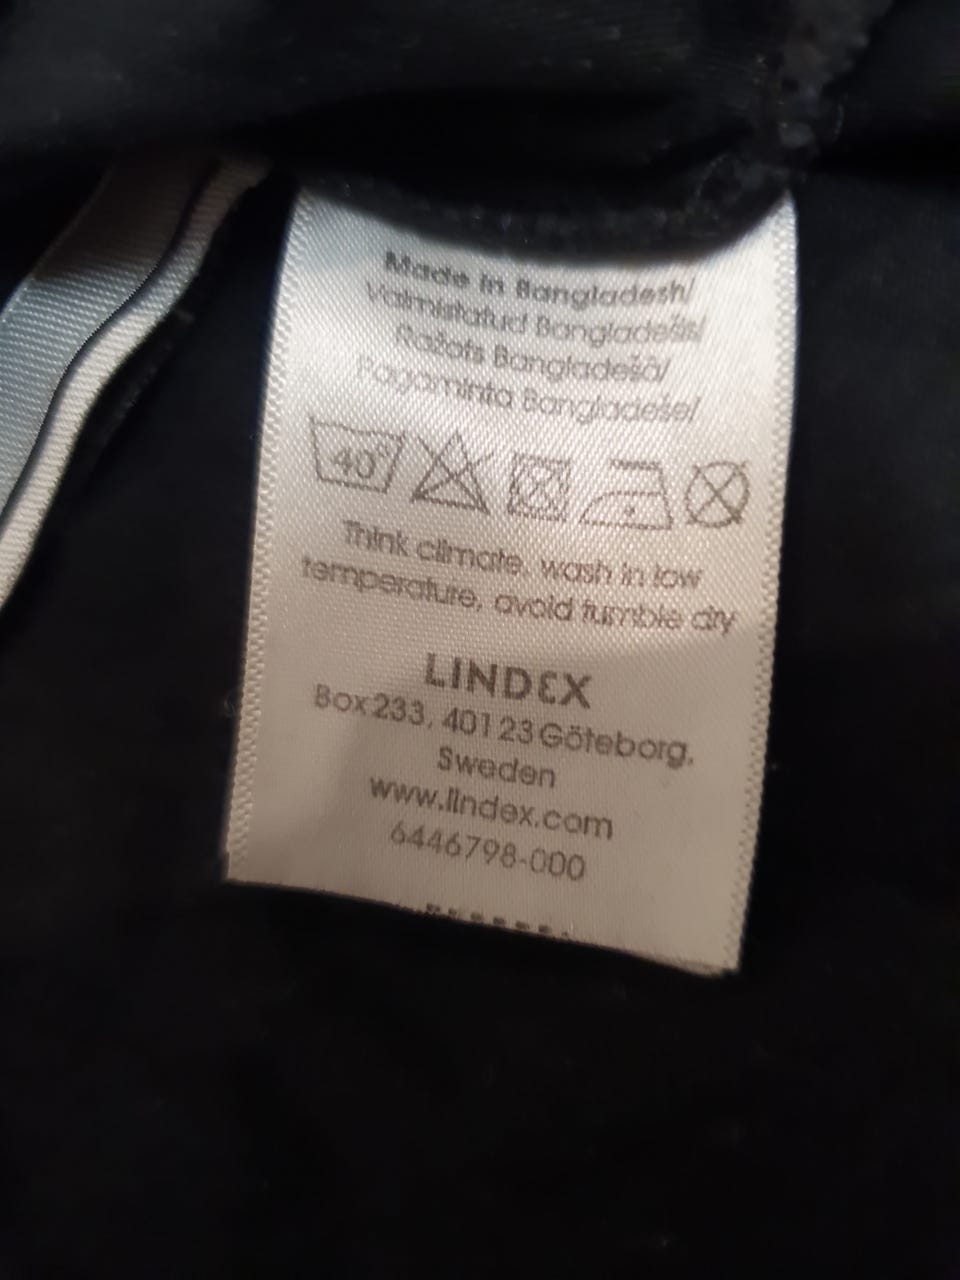 Made in Bangladesh/
Valmistatud Bangladešis/
Ražots Bangladešā/
Pagaminta Bangladeše/
40°
Think climate, wash in low
temperature, avoid tumble dry
LINDEX
Box 233, 401 23 Göteborg,
Sweden
www.lindex.com
6446798-000